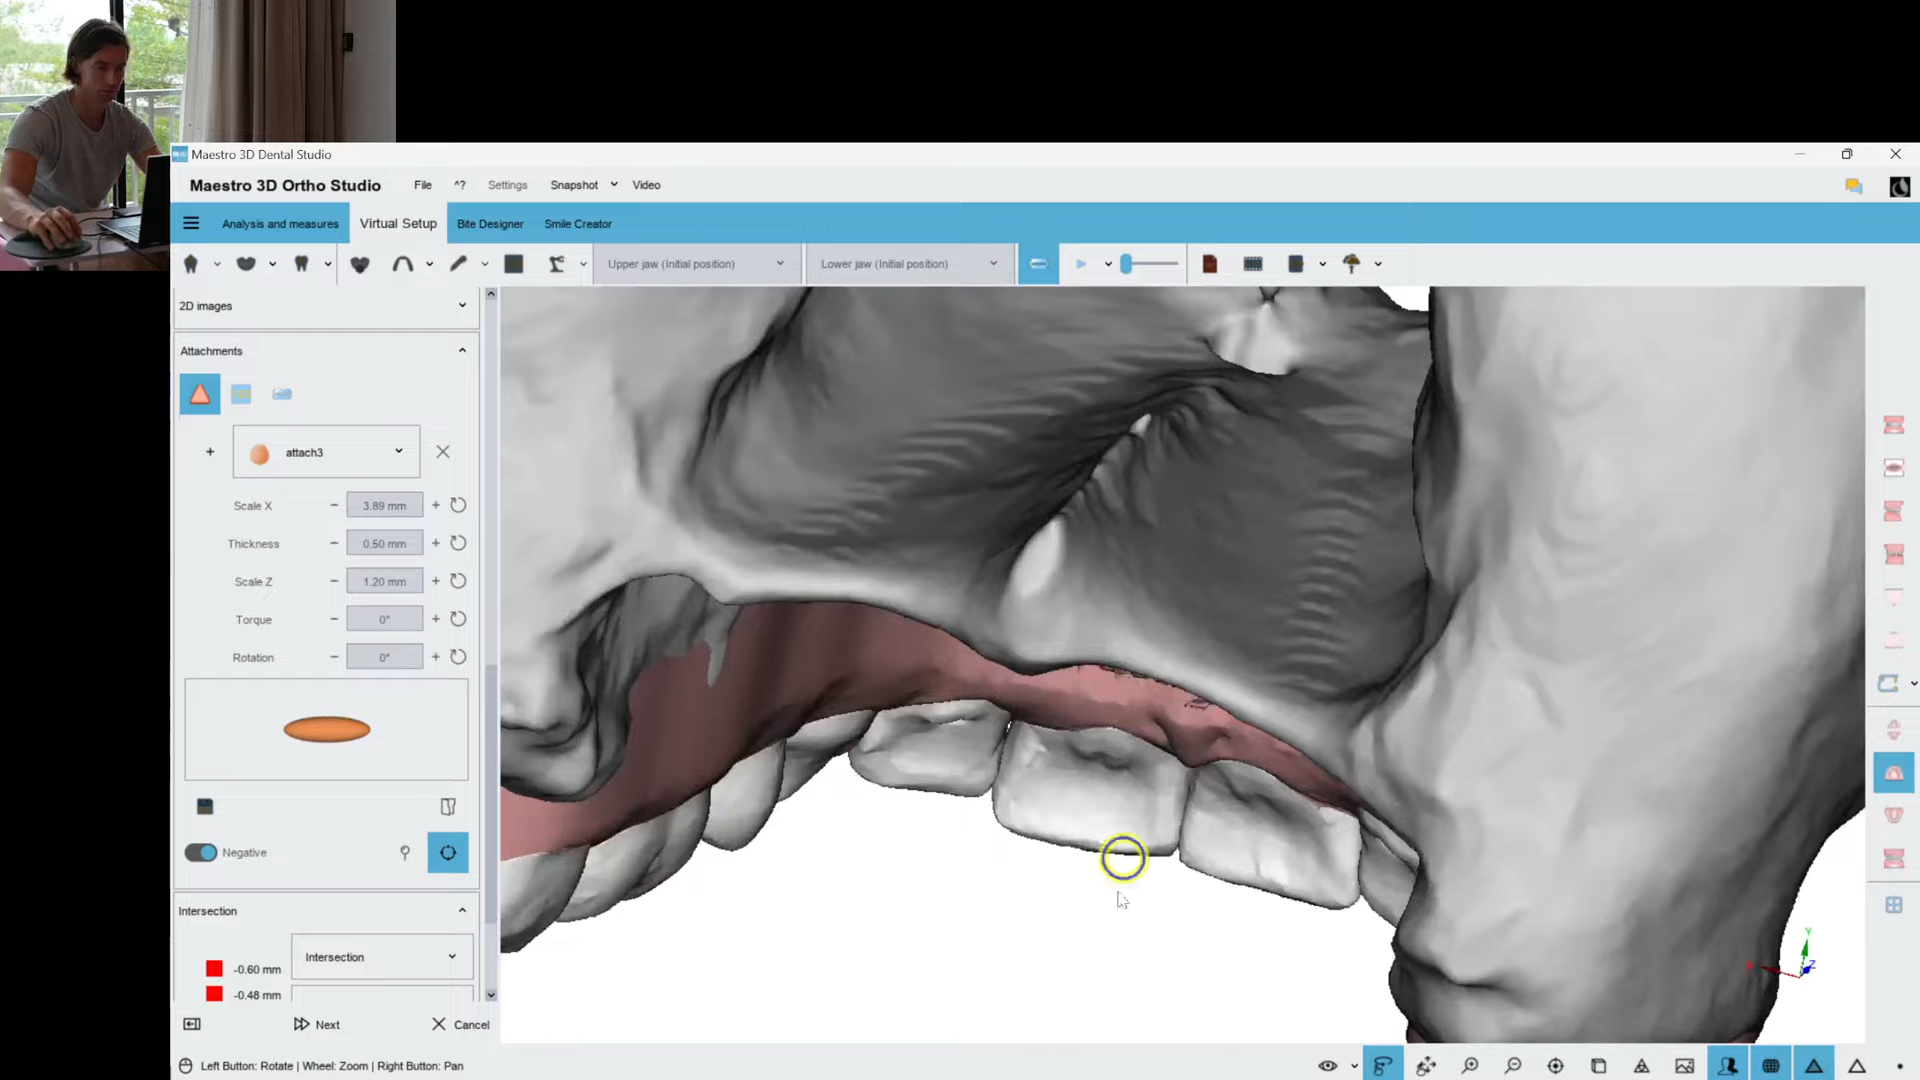 Maestro 3D Dental Studio
Maestro 3D Ortho Studio File ^? Settings Snapshot Video
Analysis and measures Virtual Setup Bite Designer Smile Creator
Upper jaw (Initial position) Lower jaw (Initial position)
2D images
Attachments
+ attach3
Scale X - 3.89 mm +
Thickness - 0.50 mm +
Scale Z - 1.20 mm +
Torque - 0° +
Rotation - 0° +
Negative
Intersection
-0.60 mm Intersection
-0.48 mm
Next Cancel
Y
Z
Left Button: Rotate | Wheel: Zoom | Right Button: Pan